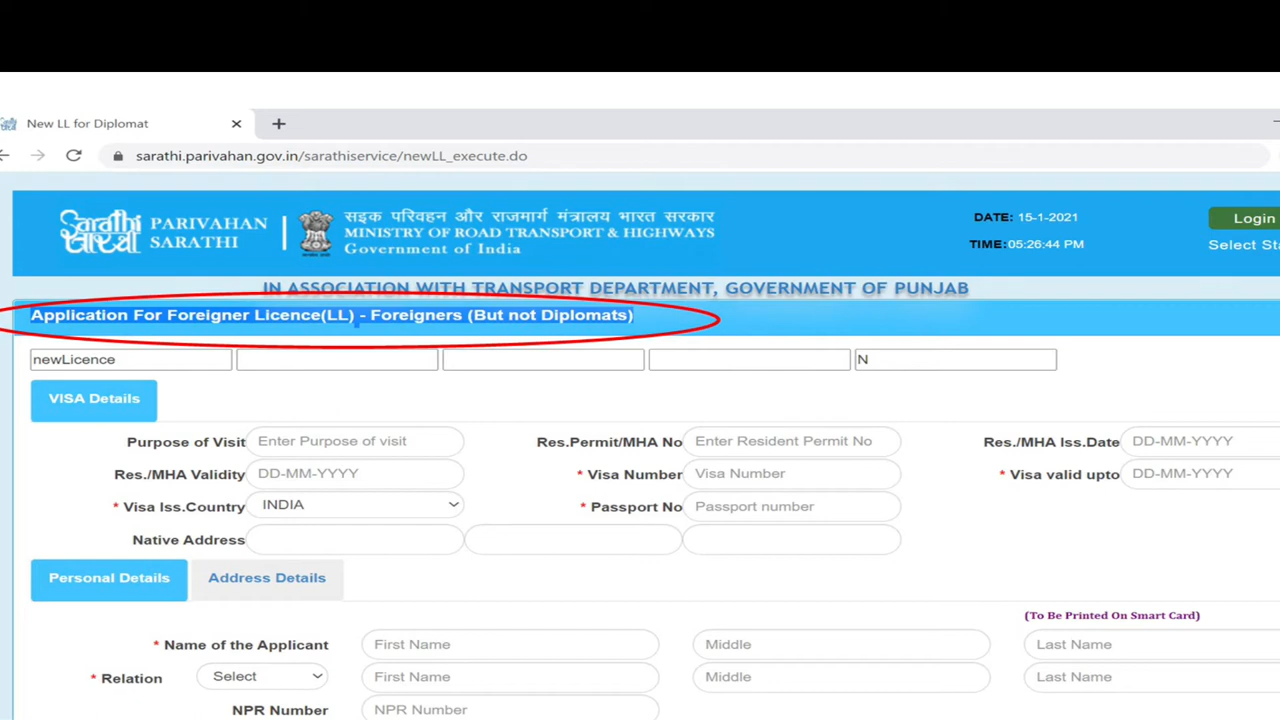 New LL for Diplomat
sarathi.parivahan.gov.in/sarathiservice/newLL_execute.do
Sarathi सारथी PARIVAHAN SARATHI
सड़क परिवहन और राजमार्ग मंत्रालय भारत सरकार
MINISTRY OF ROAD TRANSPORT & HIGHWAYS
Government of India
DATE: 15-1-2021
TIME:05:26:44 PM
Login
Select Sta
IN ASSOCIATION WITH TRANSPORT DEPARTMENT, GOVERNMENT OF PUNJAB
Application For Foreigner Licence(LL) - Foreigners (But not Diplomats)
newLicence N
VISA Details
Purpose of Visit Enter Purpose of visit Res.Permit/MHA No Enter Resident Permit No Res./MHA Iss.Date DD-MM-YYYY
Res./MHA Validity DD-MM-YYYY * Visa Number Visa Number * Visa valid upto DD-MM-YYYY
* Visa Iss.Country INDIA * Passport No Passport number
Native Address
Personal Details Address Details
(To Be Printed On Smart Card)
* Name of the Applicant First Name Middle Last Name
* Relation Select First Name Middle Last Name
NPR Number NPR Number